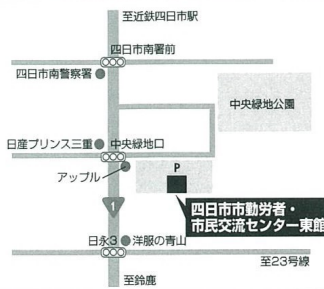 至近鉄四日市駅
四日市南署前
四日市南警察署
中央緑地公園
日産プリンス三重
中央緑地口
アップル
P
1
四日市市勤労者・
市民交流センター東館
日永3
洋服の青山
至23号線
至鈴鹿